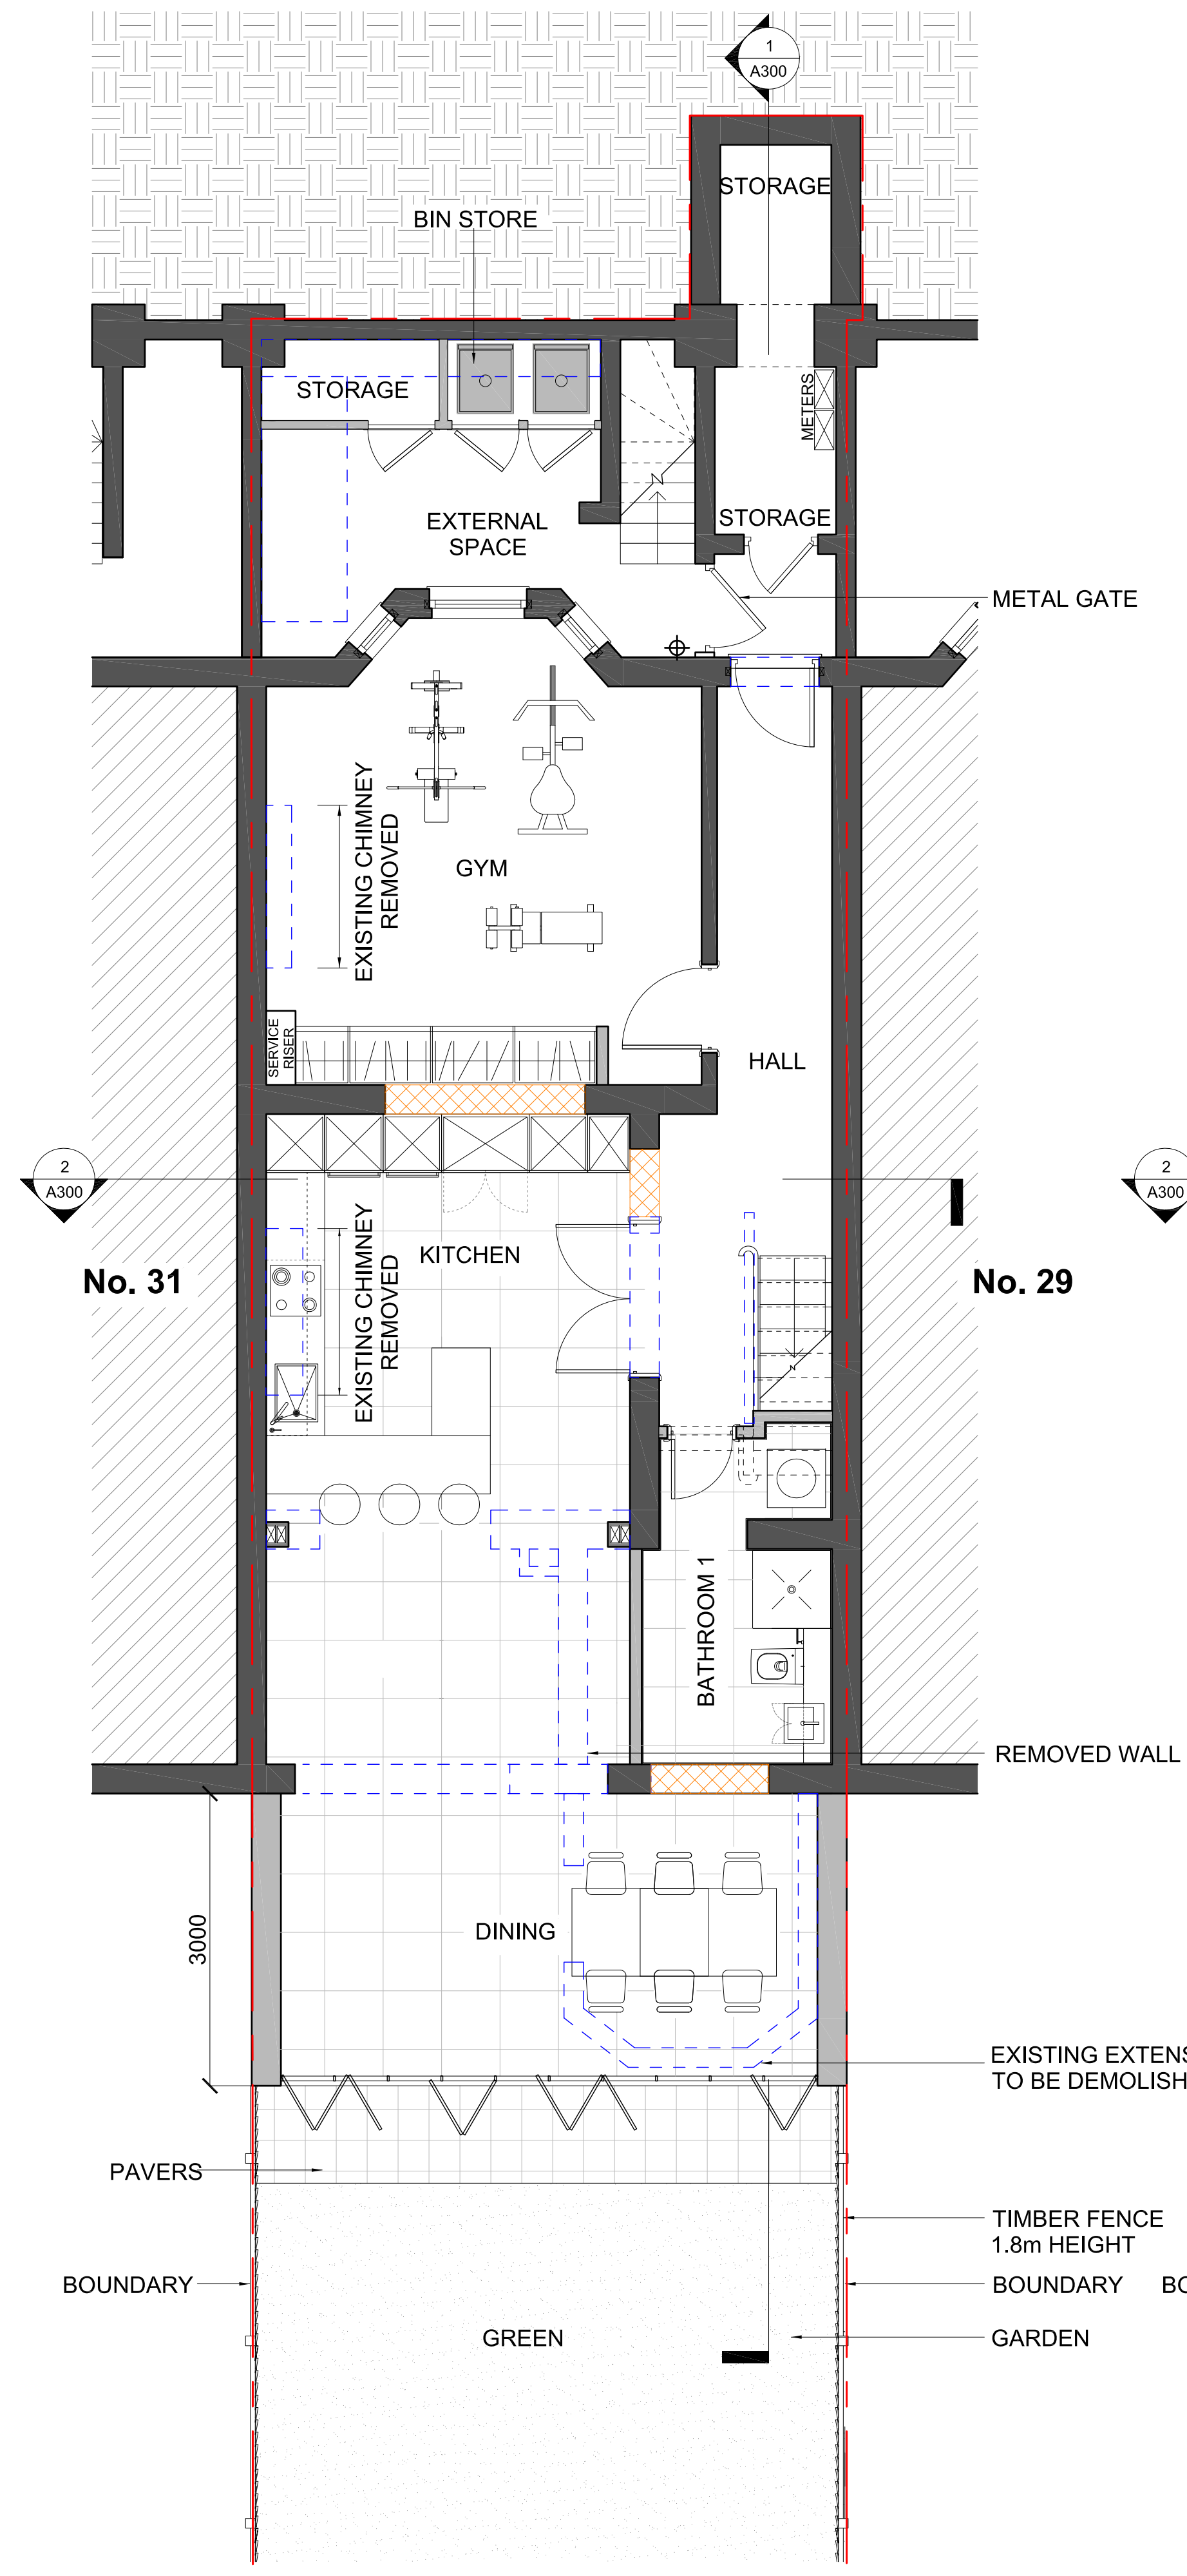 1
A300
STORAGE
BIN STORE
STORAGE
METERS
STORAGE
EXTERNAL
SPACE
METAL GATE
EXISTING CHIMNEY
REMOVED
GYM
SERVICE
RISER
HALL
2
A300
2
A300
KITCHEN
EXISTING CHIMNEY
REMOVED
No. 31
No. 29
BATHROOM 1
REMOVED WALL
3000
DINING
EXISTING EXTENS
TO BE DEMOLISH
PAVERS
TIMBER FENCE
1.8m HEIGHT
BOUNDARY
BOUNDARY
BO
GREEN
GARDEN